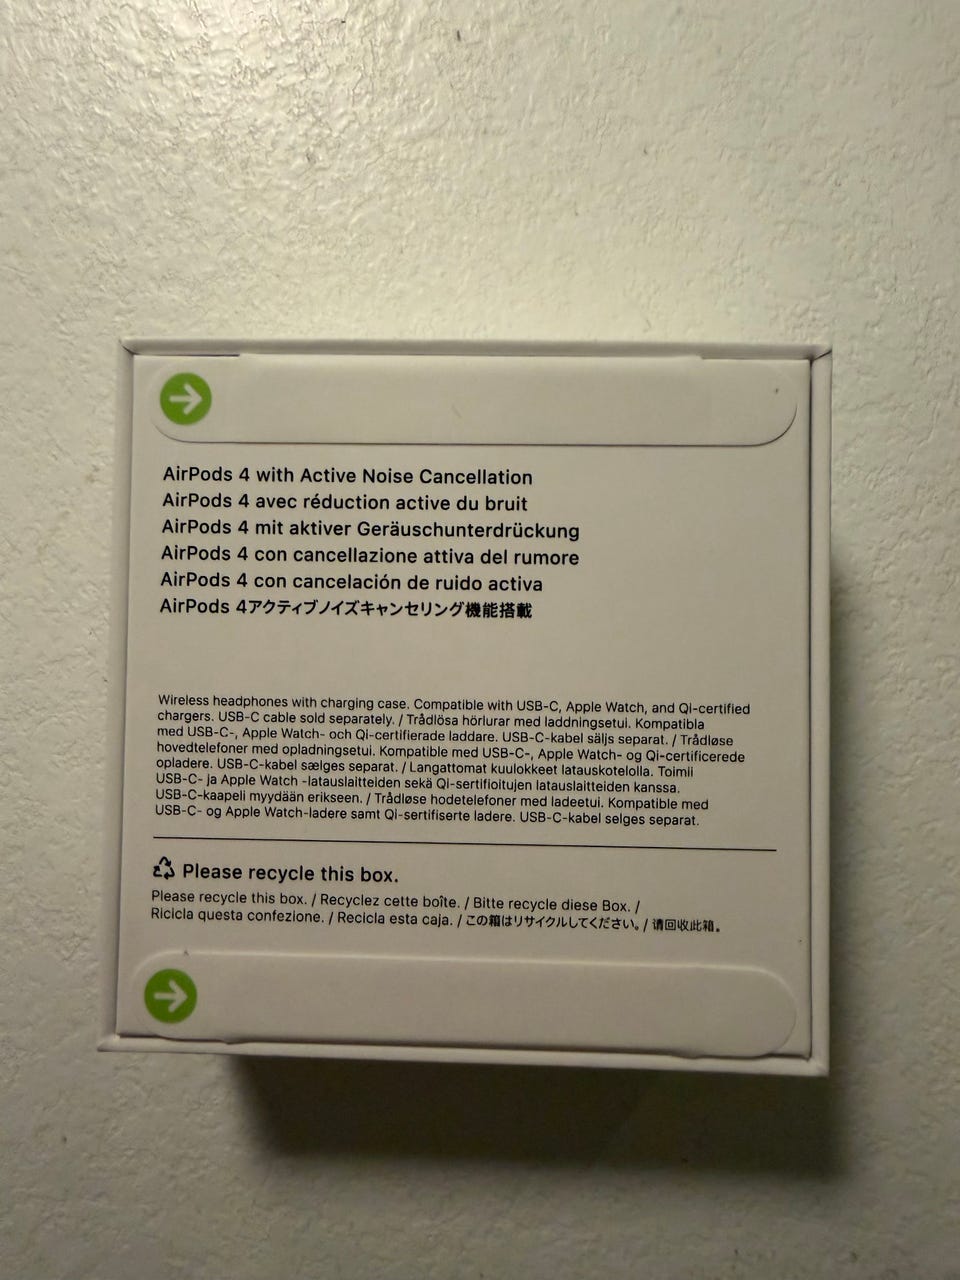 AirPods 4 with Active Noise Cancellation
AirPods 4 avec réduction active du bruit
AirPods 4 mit aktiver Geräuschunterdrückung
AirPods 4 con cancellazione attiva del rumore
AirPods 4 con cancelación de ruido activa
AirPods 4アクティブノイズキャンセリング機能搭載
Wireless headphones with charging case. Compatible with USB-C, Apple Watch, and Qi-certified
chargers. USB-C cable sold separately. / Trådlösa hörlurar med laddningsetui. Kompatibla
med USB-C-, Apple Watch- och Qi-certifierade laddare. USB-C-kabel säljs separat. / Trådløse
hovedtelefoner med opladningsetui. Kompatible med USB-C-, Apple Watch- og Qi-certificerede
opladere. USB-C-kabel sælges separat. / Langattomat kuulokkeet latauskotelolla. Toimii
USB-C- ja Apple Watch -latauslaitteiden sekä Qi-sertifioitujen latauslaitteiden kanssa.
USB-C-kaapeli myydään erikseen. / Trådløse hodetelefoner med ladeetui. Kompatible med
USB-C- og Apple Watch-ladere samt Qi-sertifiserte ladere. USB-C-kabel selges separat.
Please recycle this box.
Please recycle this box. / Recyclez cette boîte. / Bitte recycle diese Box. /
Ricicla questa confezione. / Recicla esta caja. / この箱はリサイクルしてください。/ 请回收此箱。